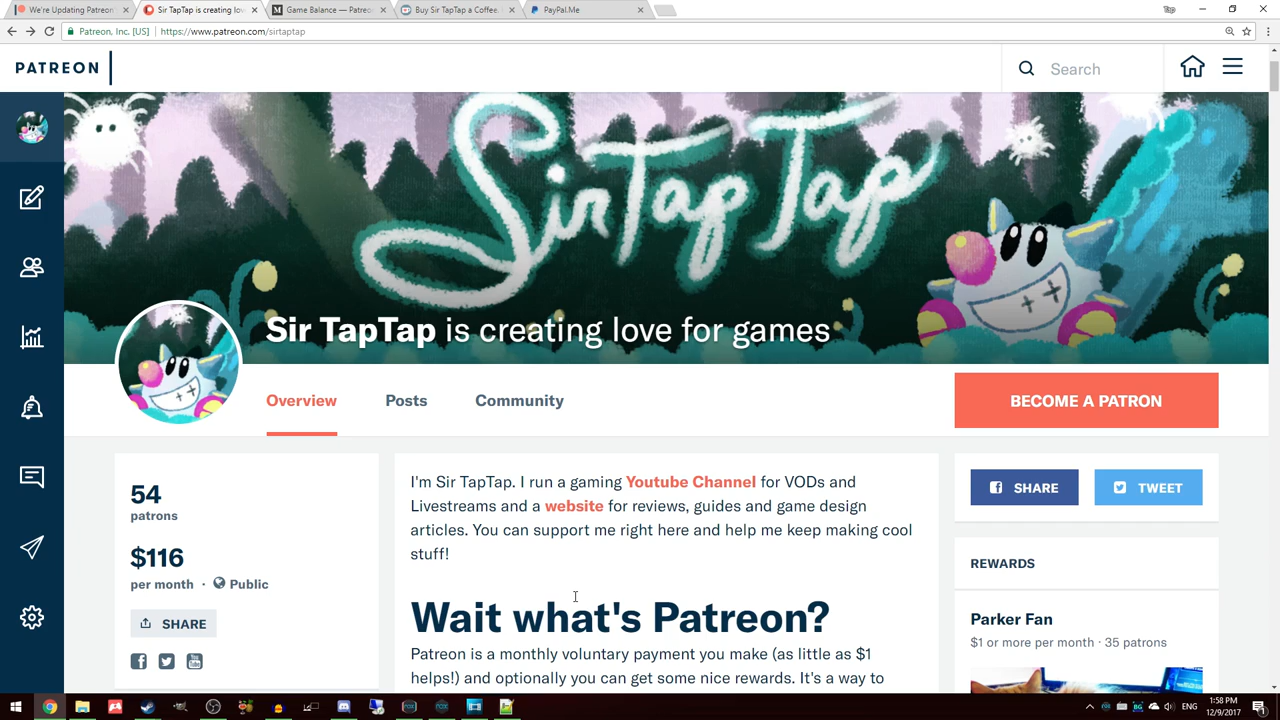 We're Updating Patreon
Sir TapTap is creating lov
Game Balance — Patreo
Buy Sir TapTap a Coffee.
PayPal.Me
Tap
Patreon, Inc. [US]
https://www.patreon.com/sirtaptap
PATREON
Search
SirTapTap
Sir TapTap is creating love for games
Overview
Posts
Community
BECOME A PATRON
54
patrons
$116
per month · Public
SHARE
I'm Sir TapTap. I run a gaming Youtube Channel for VODs and
Livestreams and a website for reviews, guides and game design
articles. You can support me right here and help me keep making cool
stuff!
Wait what's Patreon?
Patreon is a monthly voluntary payment you make (as little as $1
helps!) and optionally you can get some nice rewards. It's a way to
SHARE
TWEET
REWARDS
Parker Fan
$1 or more per month · 35 patrons
ENG
1:58 PM
12/9/2017